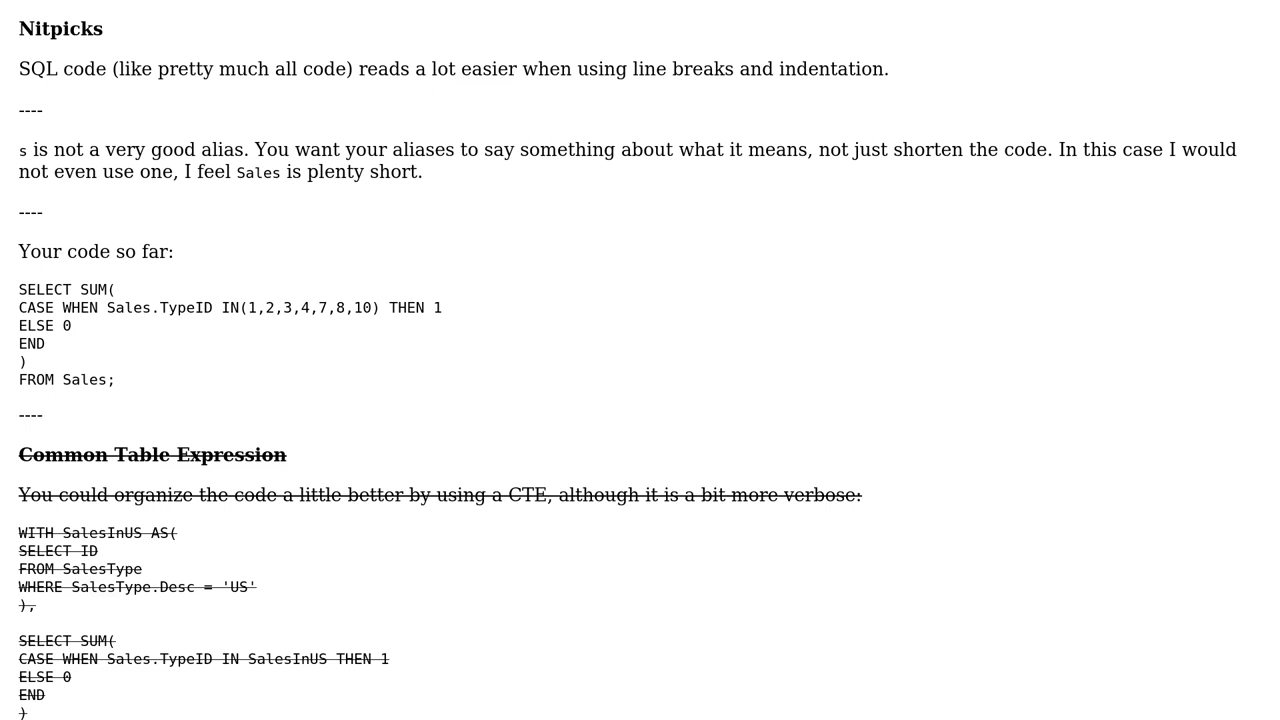 Nitpicks
SQL code (like pretty much all code) reads a lot easier when using line breaks and indentation.
----
s is not a very good alias. You want your aliases to say something about what it means, not just shorten the code. In this case I would
not even use one, I feel Sales is plenty short.
----
Your code so far:
SELECT SUM(
CASE WHEN Sales.TypeID IN(1,2,3,4,7,8,10) THEN 1
ELSE 0
END
)
FROM Sales;
----
Common Table Expression
You could organize the code a little better by using a CTE, although it is a bit more verbose:
WITH SalesInUS AS(
SELECT ID
FROM SalesType
WHERE SalesType.Desc = 'US'
),
SELECT SUM(
CASE WHEN Sales.TypeID IN SalesInUS THEN 1
ELSE 0
END
)